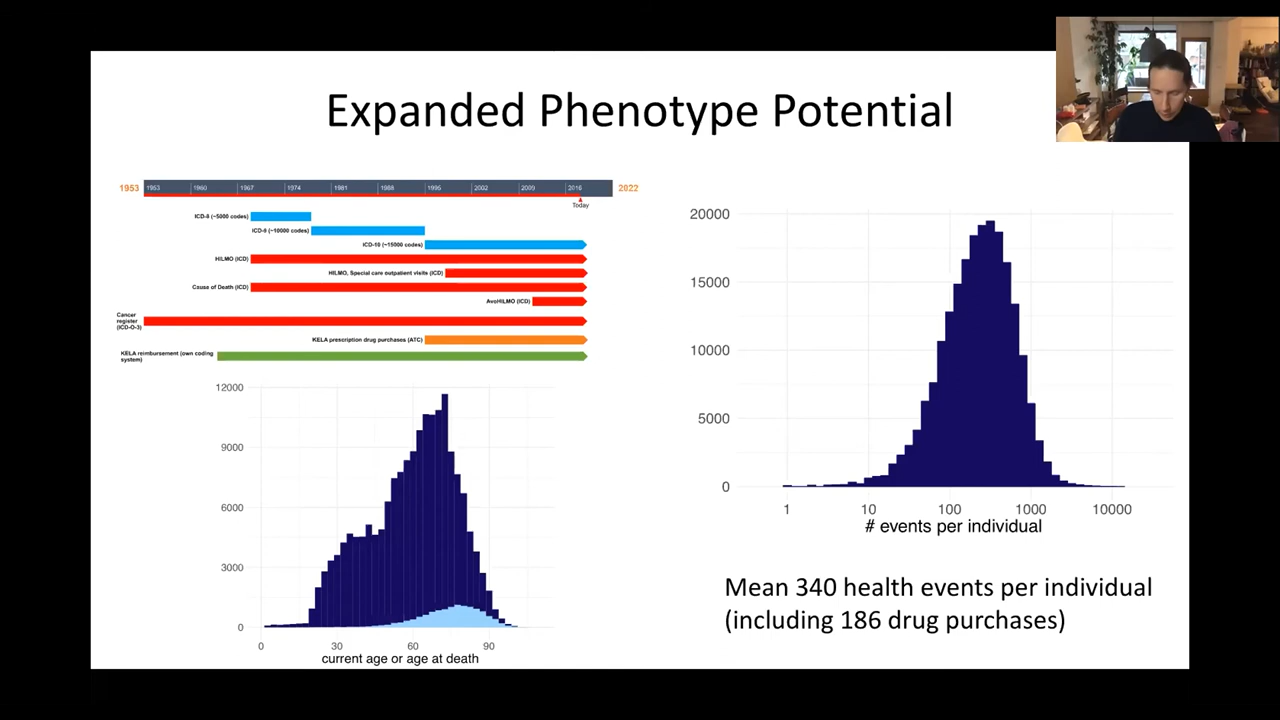 Expanded Phenotype Potential
1953
1953 1960 1967 1974 1981 1988 1995 2002 2009 2016
2022
Today
ICD-8 (~5000 codes)
ICD-9 (~10000 codes)
ICD-10 (~15000 codes)
HILMO (ICD)
HILMO, Special care outpatient visits (ICD)
Cause of Death (ICD)
AvoHILMO (ICD)
Cancer
register
(ICD-O-3)
KELA prescription drug purchases (ATC)
KELA reimbursement (own coding
system)
12000
9000
6000
3000
0
0 30 60 90
current age or age at death
20000
15000
10000
5000
0
1 10 100 1000 10000
# events per individual
Mean 340 health events per individual
(including 186 drug purchases)